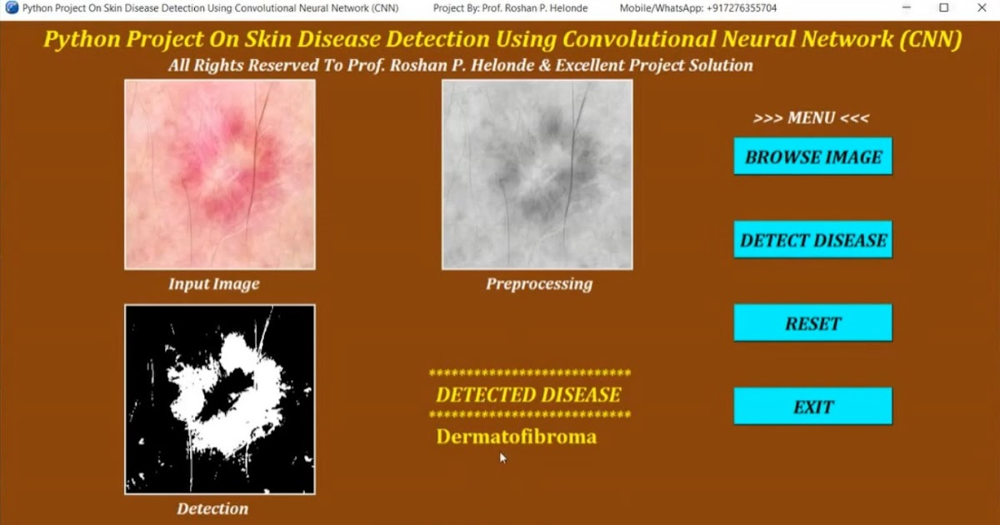 Python Project On Skin Disease Detection Using Convolutional Neural Network (CNN) Project By: Prof. Roshan P. Helonde Mobile/WhatsApp: +917276355704
Python Project On Skin Disease Detection Using Convolutional Neural Network (CNN)
All Rights Reserved To Prof. Roshan P. Helonde & Excellent Project Solution
>>> MENU <<<
BROWSE IMAGE
DETECT DISEASE
Input Image
Preprocessing
RESET
***************************
DETECTED DISEASE
***************************
Dermatofibroma
EXIT
Detection